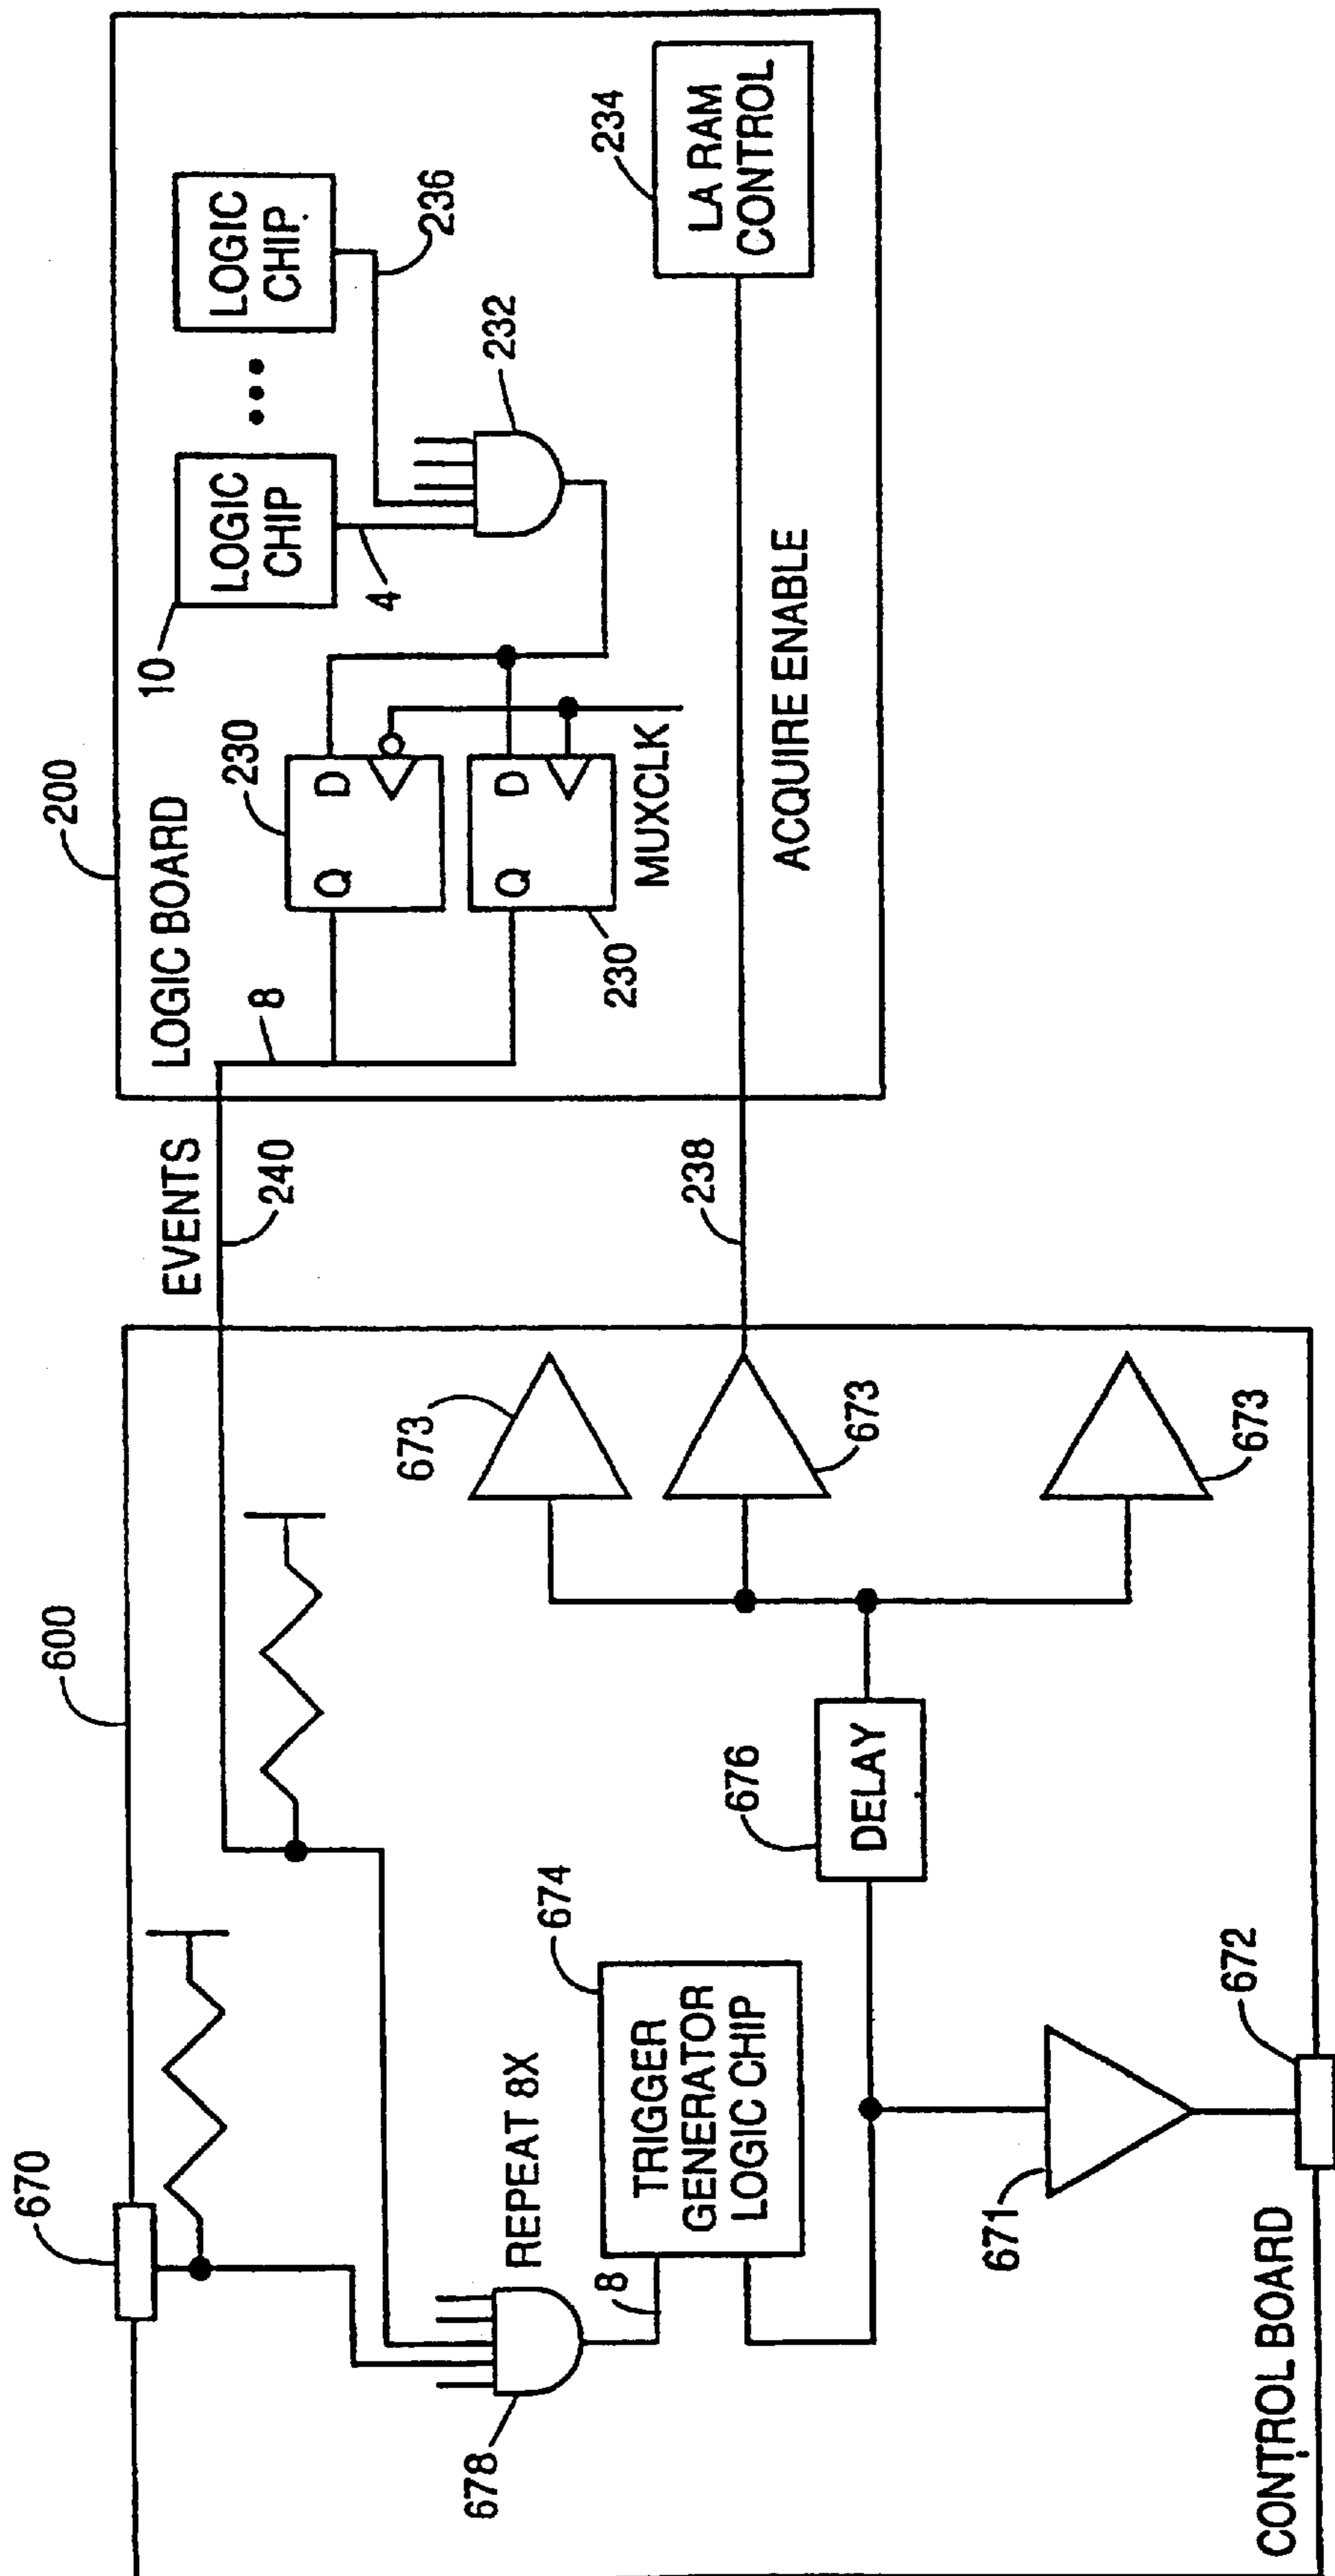 200
LOGIC BOARD
10
LOGIC
CHIP
LOGIC
CHIP
236
4
232
230
D
Q
D
Q
230
MUXCLK
8
234
LA RAM
CONTROL
ACQUIRE ENABLE
EVENTS
240
238
600
670
673
673
673
676
DELAY
674
TRIGGER
GENERATOR
LOGIC CHIP
REPEAT 8X
8
678
671
672
CONTROL BOARD